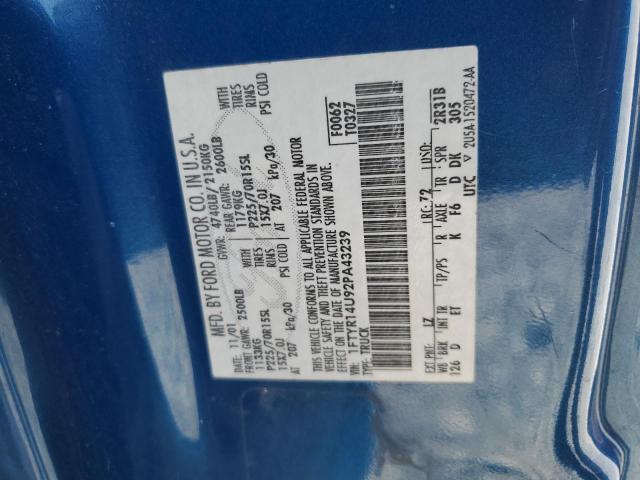 MFD. BY FORD MOTOR CO. IN U.S.A.
DATE: 11/01 GVWR: 4740LB/ 2150KG
FRONT GAWR: 2500LB REAR GAWR: 2600LB
1133KG WITH 1179KG WITH
P225/70R15SL TIRES P225/70R15SL TIRES
15X7.0J RIMS 15X7.0J RIMS
AT 207 kPa/30 PSI COLD AT 207 kPa/30 PSI COLD
THIS VEHICLE CONFORMS TO ALL APPLICABLE FEDERAL MOTOR
VEHICLE SAFETY AND THEFT PREVENTION STANDARDS IN
EFFECT ON THE DATE OF MANUFACTURE SHOWN ABOVE.
VIN: 1FTYR14U92PA43239
TYPE: TRUCK
F0062
T0327
EXT PNT: LZ RC: 72 DSO:
WB BRK INT TR TP/PS R AXLE TR SPR 2R31B
126 D ET K F6 D DK 305
UTC ▽ 2U5A-1520472-AA